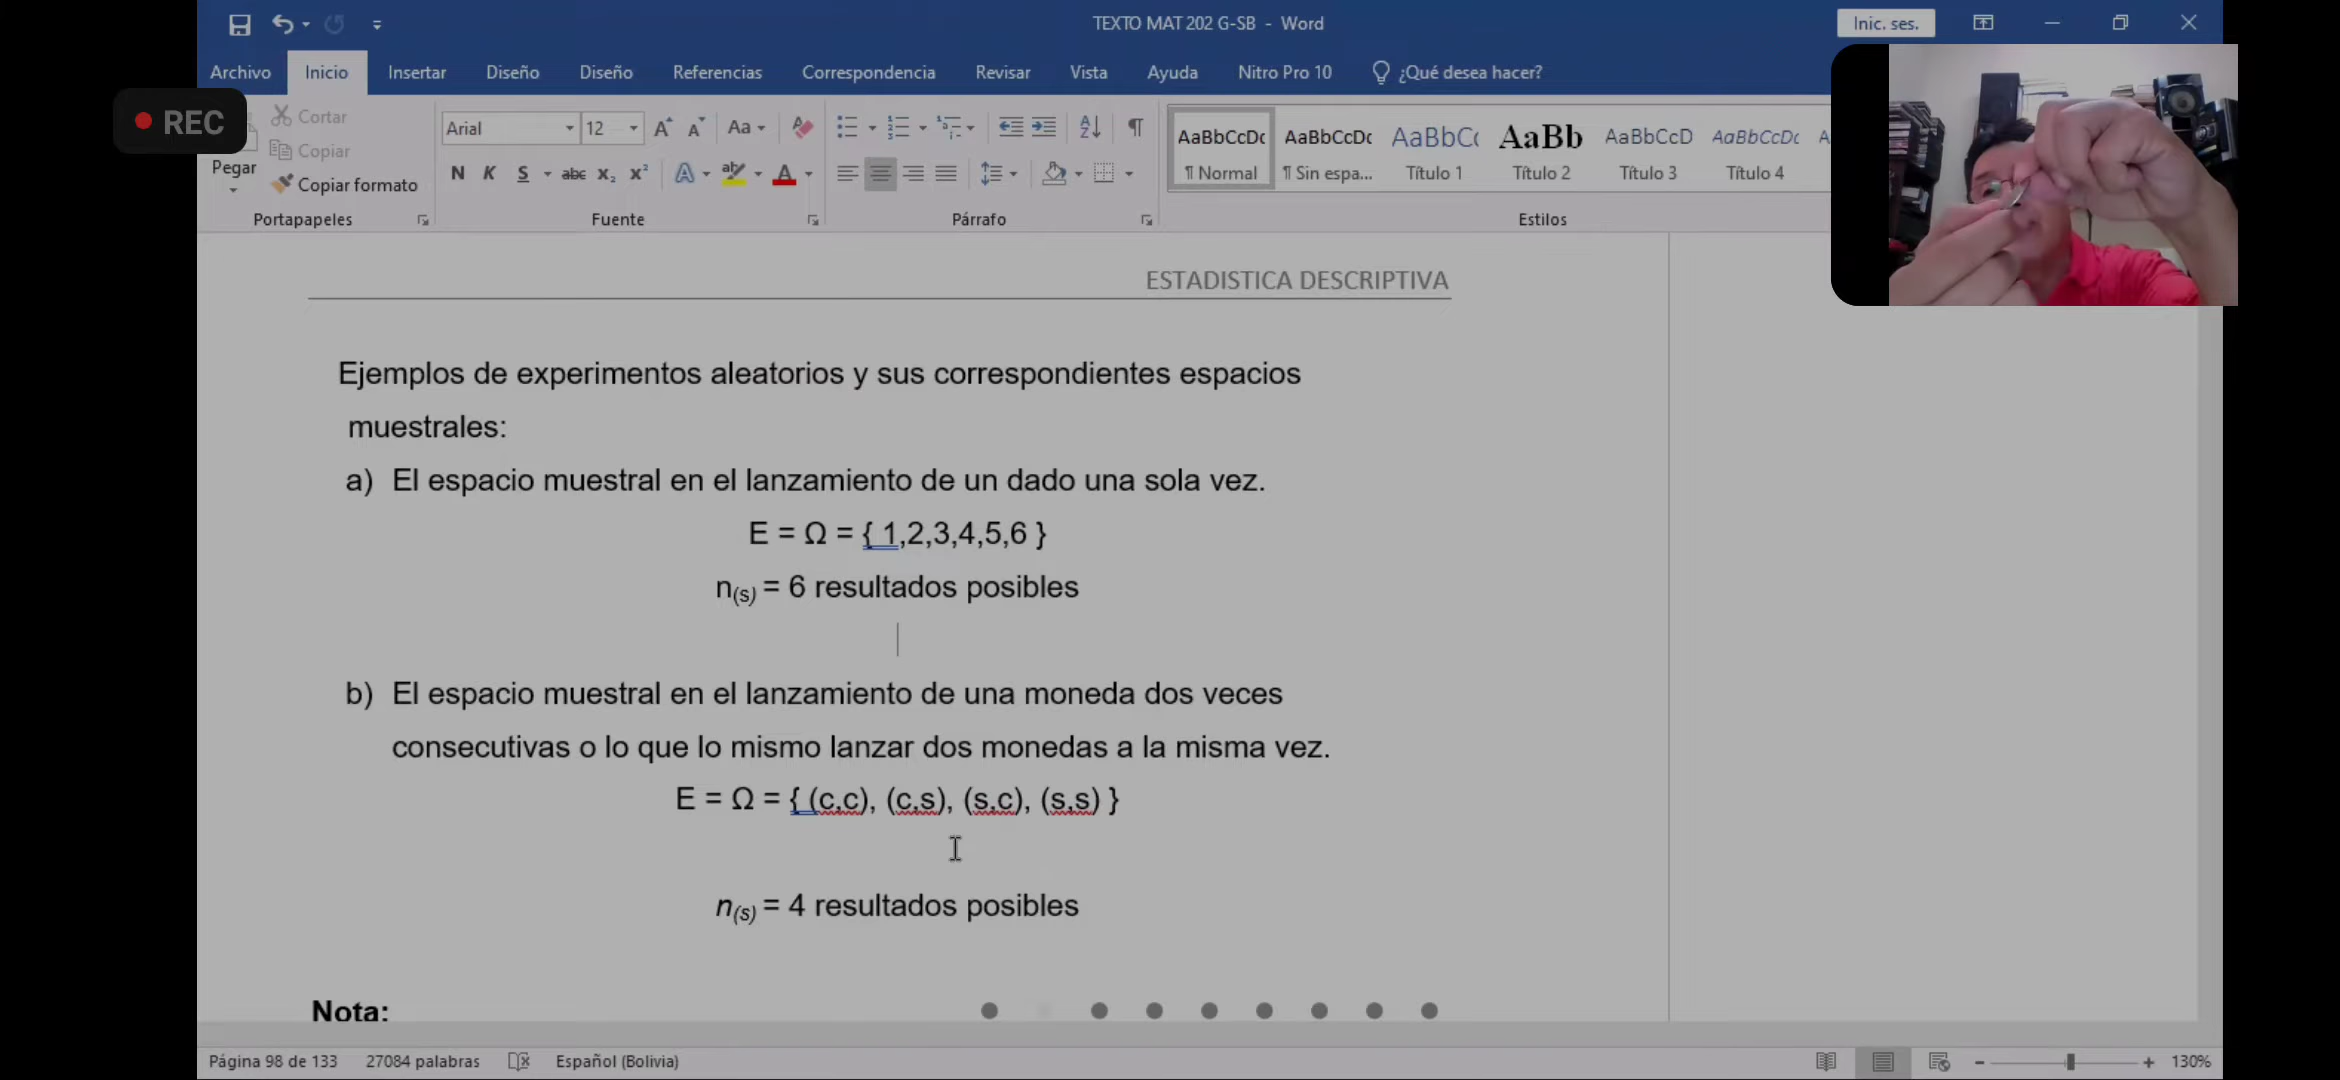 TEXTO MAT 202 G-SB - Word
Inic. ses.
Archivo Inicio Insertar Diseño Diseño Referencias Correspondencia Revisar Vista Ayuda Nitro Pro 10 ¿Qué desea hacer?
REC
Pegar
Cortar
Copiar
Copiar formato
Portapapeles
Arial 12
Aa
N K S abc x₂ x²
Fuente
Párrafo
AaBbCcDc AaBbCcDc AaBbC( AaBb AaBbCcD AaBbCcDc
¶ Normal ¶ Sin espa... Título 1 Título 2 Título 3 Título 4
Estilos
ESTADISTICA DESCRIPTIVA
Ejemplos de experimentos aleatorios y sus correspondientes espacios
muestrales:
a) El espacio muestral en el lanzamiento de un dado una sola vez.
E = Ω = { 1,2,3,4,5,6 }
n(s) = 6 resultados posibles
b) El espacio muestral en el lanzamiento de una moneda dos veces
consecutivas o lo que lo mismo lanzar dos monedas a la misma vez.
E = Ω = { (c,c), (c,s), (s,c), (s,s) }
n(s) = 4 resultados posibles
Nota:
Página 98 de 133 27084 palabras Español (Bolivia) 130%